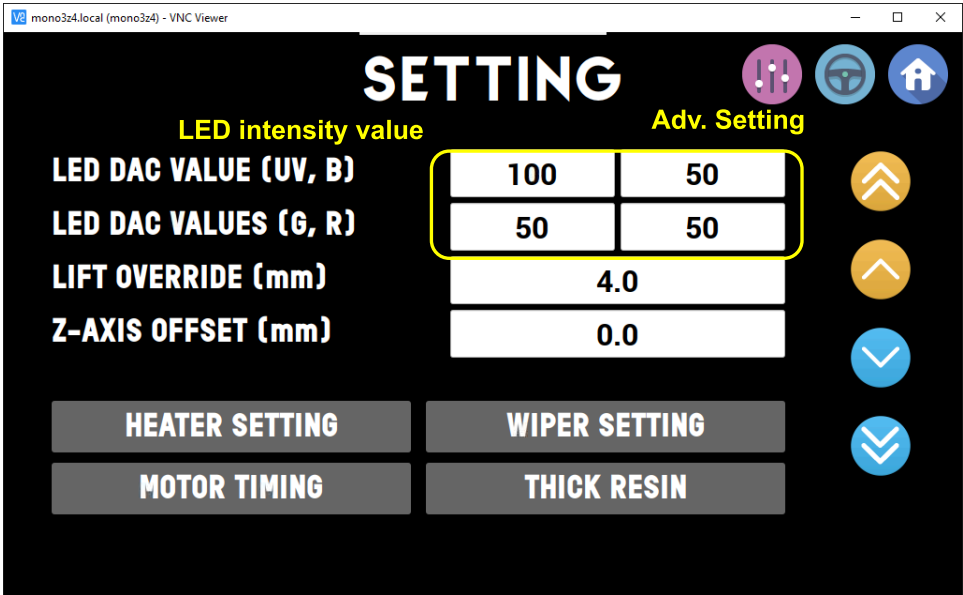 mono3z4.local (mono3z4) - VNC Viewer
SETTING
LED intensity value
Adv. Setting
LED DAC VALUE (UV, B)
100
50
LED DAC VALUES (G, R)
50
50
LIFT OVERRIDE (mm)
4.0
Z-AXIS OFFSET (mm)
0.0
HEATER SETTING
WIPER SETTING
MOTOR TIMING
THICK RESIN